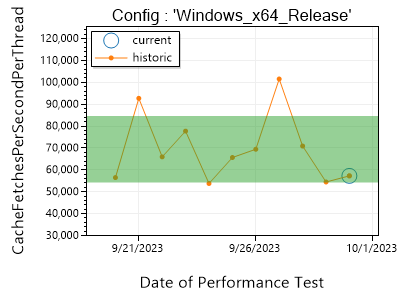 Config : 'Windows_x64_Release'
CacheFetchesPerSecondPerThread
120,000
110,000
100,000
90,000
80,000
70,000
60,000
50,000
40,000
30,000
current
historic
9/21/2023
9/26/2023
10/1/2023
Date of Performance Test